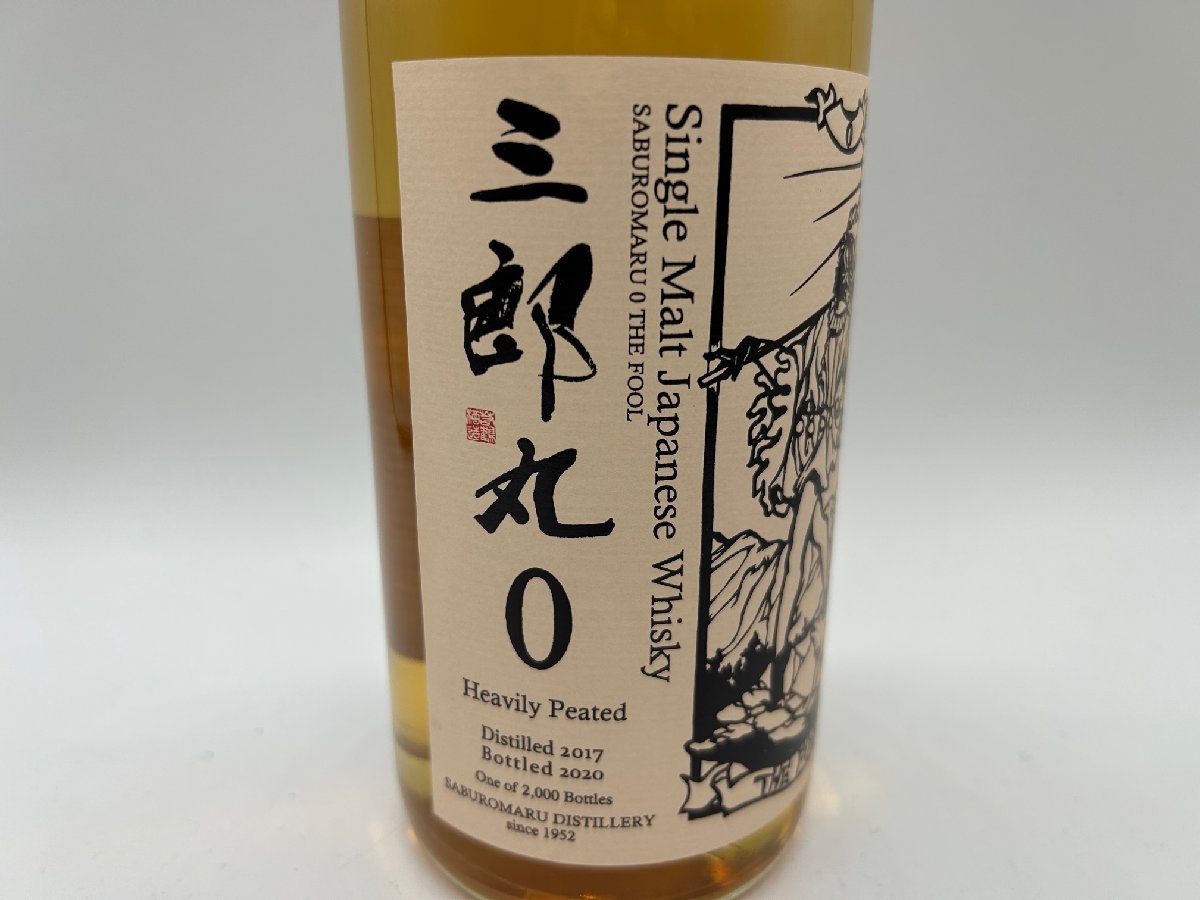 三郎丸
0
Single Malt Japanese Whisky
SABUROMARU 0 THE FOOL
Heavily Peated
Distilled 2017
Bottled 2020
One of 2,000 Bottles
SABUROMARU DISTILLERY
since 1952
THE